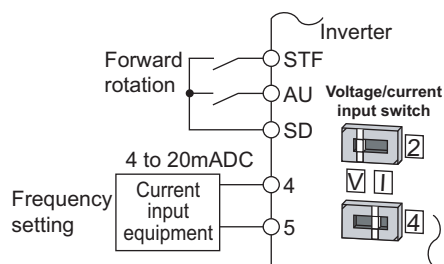 Inverter
Forward
rotation
STF
AU
SD
Voltage/current
input switch
2
V I
4
4 to 20mADC
Frequency
setting
Current
input
equipment
4
5